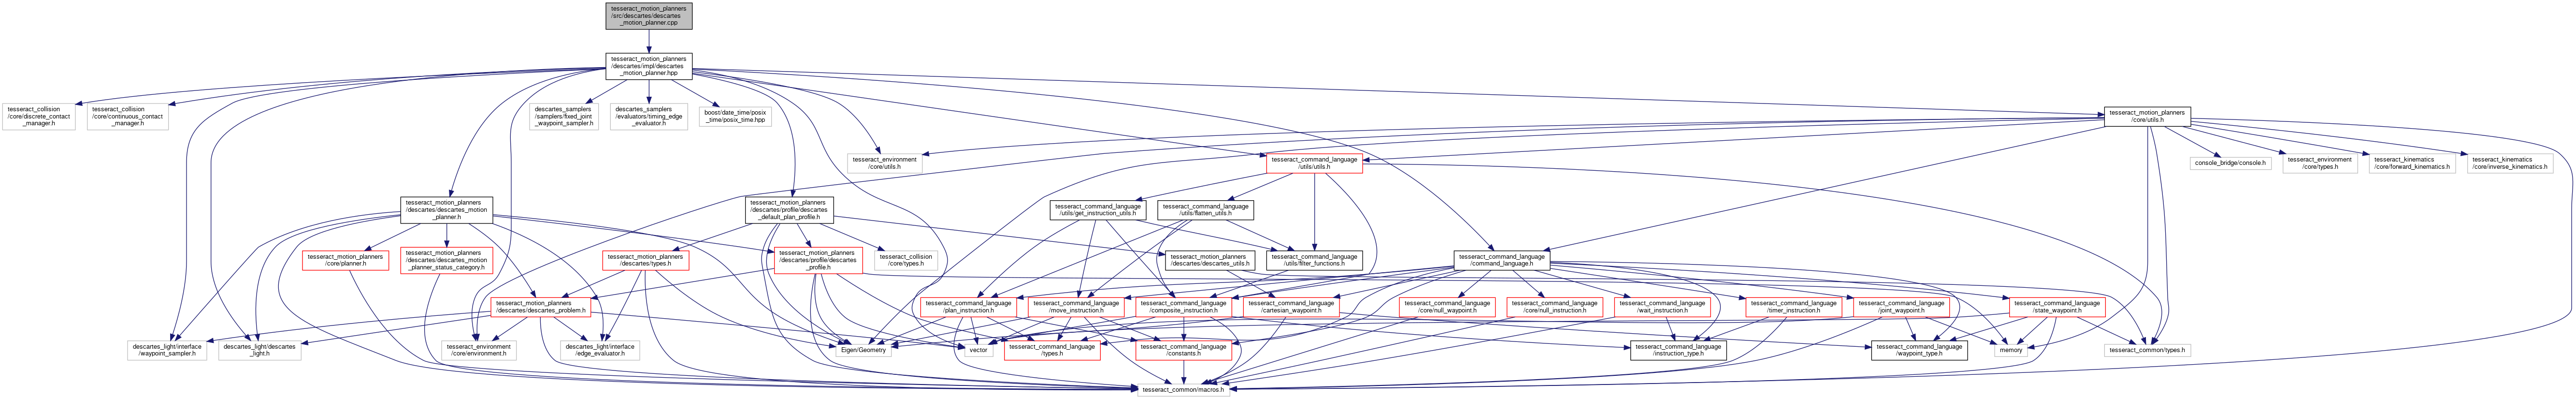 tesseract_motion_planners
/src/descartes/descartes
_motion_planner.cpp
tesseract_motion_planners
/descartes/impl/descartes
_motion_planner.hpp
tesseract_collision
/core/discrete_contact
_manager.h
tesseract_collision
/core/continuous_contact
_manager.h
descartes_samplers
/samplers/fixed_joint
_waypoint_sampler.h
descartes_samplers
/evaluators/timing_edge
_evaluator.h
boost/date_time/posix
_time/posix_time.hpp
tesseract_motion_planners
/core/utils.h
tesseract_environment
/core/utils.h
tesseract_command_language
/utils/utils.h
console_bridge/console.h
tesseract_environment
/core/types.h
tesseract_kinematics
/core/forward_kinematics.h
tesseract_kinematics
/core/inverse_kinematics.h
tesseract_motion_planners
/descartes/descartes_motion
_planner.h
tesseract_motion_planners
/descartes/profile/descartes
_default_plan_profile.h
tesseract_command_language
/utils/get_instruction_utils.h
tesseract_command_language
/utils/flatten_utils.h
tesseract_motion_planners
/core/planner.h
tesseract_motion_planners
/descartes/descartes_motion
_planner_status_category.h
tesseract_motion_planners
/descartes/types.h
tesseract_motion_planners
/descartes/profile/descartes
_profile.h
tesseract_collision
/core/types.h
tesseract_motion_planners
/descartes/descartes_utils.h
tesseract_command_language
/utils/filter_functions.h
tesseract_command_language
/command_language.h
tesseract_motion_planners
/descartes/descartes_problem.h
tesseract_command_language
/plan_instruction.h
tesseract_command_language
/move_instruction.h
tesseract_command_language
/composite_instruction.h
tesseract_command_language
/cartesian_waypoint.h
tesseract_command_language
/core/null_waypoint.h
tesseract_command_language
/core/null_instruction.h
tesseract_command_language
/wait_instruction.h
tesseract_command_language
/timer_instruction.h
tesseract_command_language
/joint_waypoint.h
tesseract_command_language
/state_waypoint.h
descartes_light/interface
/waypoint_sampler.h
descartes_light/descartes
_light.h
tesseract_environment
/core/environment.h
descartes_light/interface
/edge_evaluator.h
Eigen/Geometry
vector
tesseract_command_language
/types.h
tesseract_command_language
/constants.h
tesseract_command_language
/instruction_type.h
tesseract_command_language
/waypoint_type.h
memory
tesseract_common/types.h
tesseract_common/macros.h